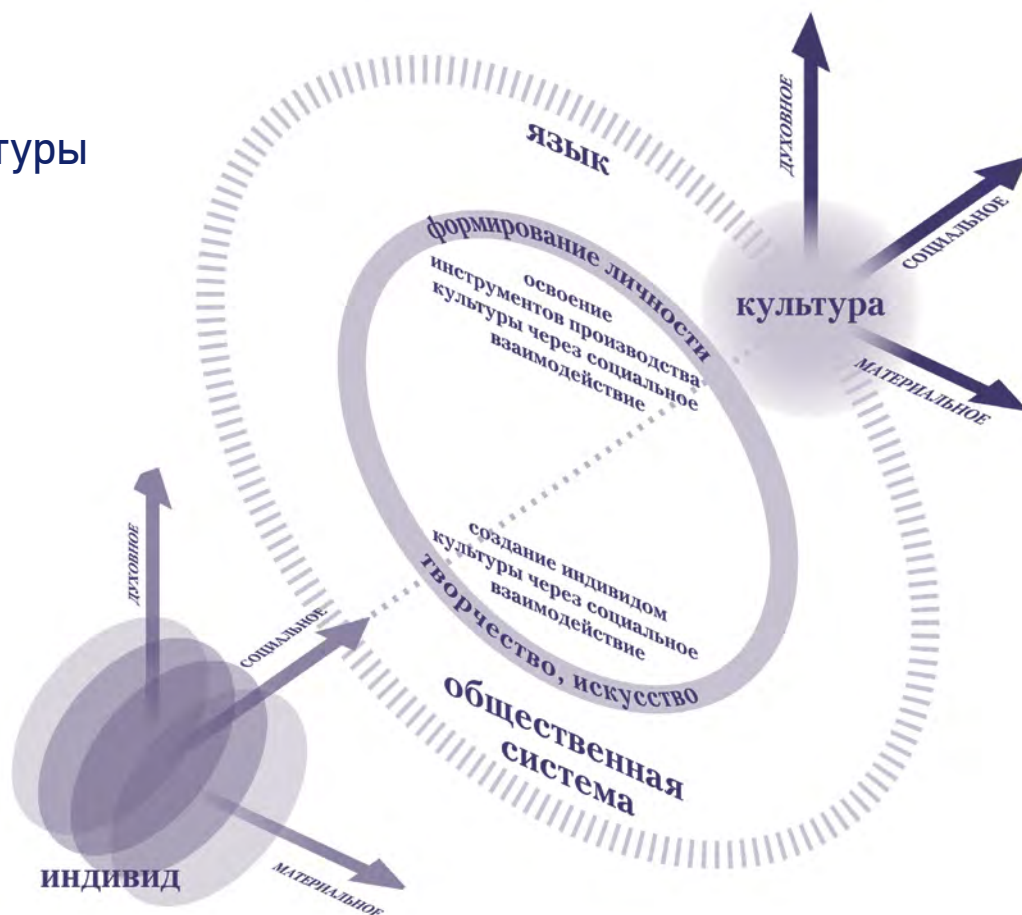 туры
язык
ДУХОВНОЕ
СОЦИАЛЬНОЕ
культура
МАТЕРИАЛЬНОЕ
формирование личности
освоение
инструментов производства
культуры через социальное
взаимодействие
создание индивидом
культуры через социальное
взаимодействие
творчество, искусство
общественная
система
ДУХОВНОЕ
СОЦИАЛЬНОЕ
МАТЕРИАЛЬНОЕ
индивид